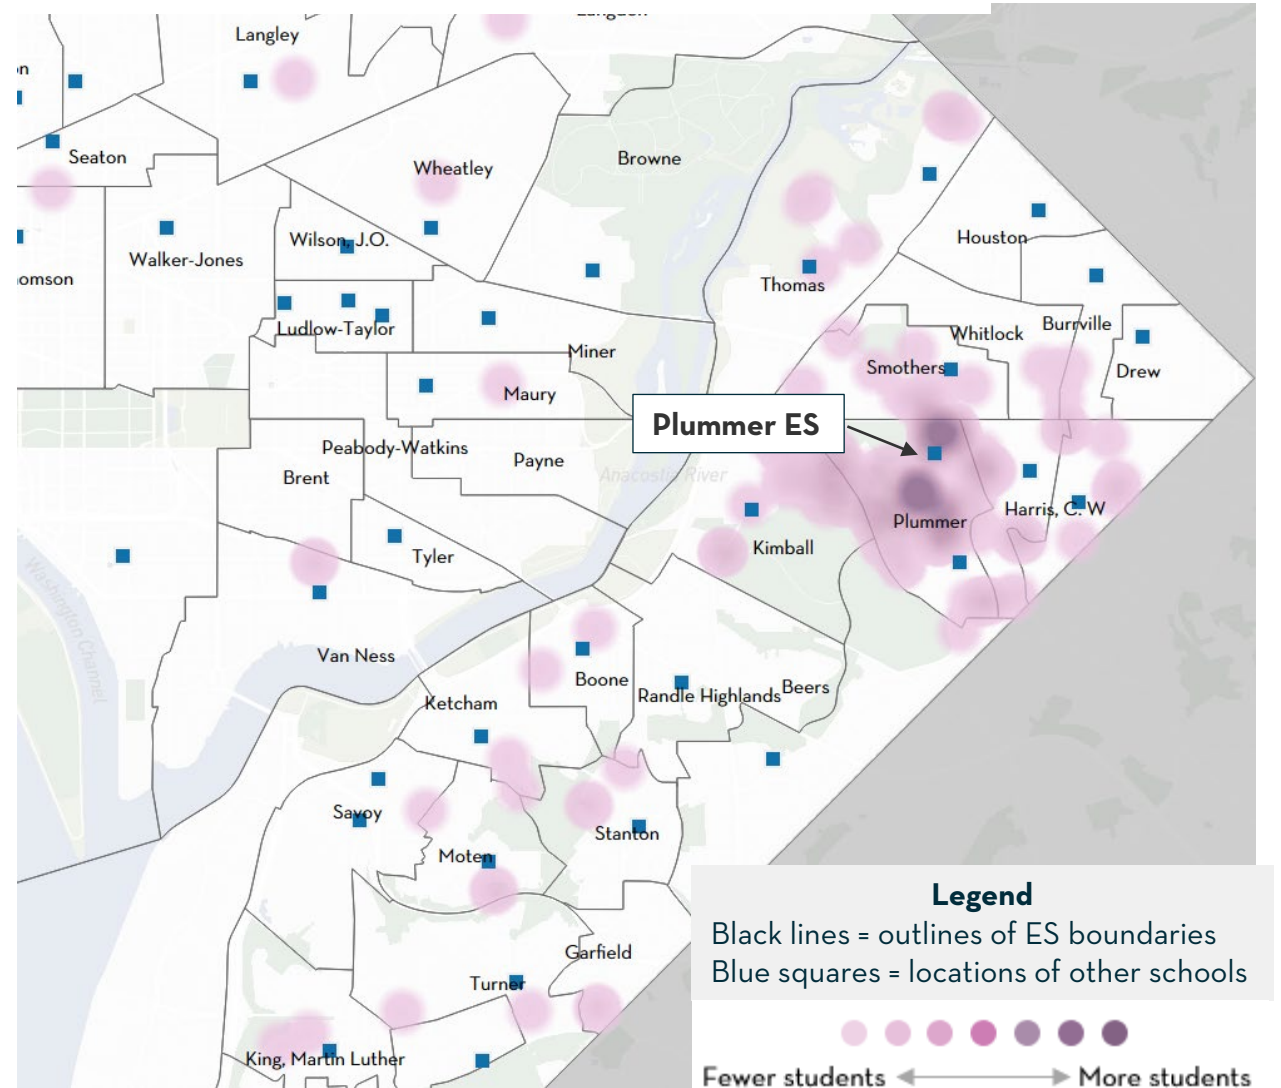 Langdon
Langley
on
Seaton
Wheatley
Browne
Walker-Jones
Wilson, J.O.
Houston
omson
Thomas
Ludlow-Taylor
Whitlock
Burrville
Miner
Smothers
Drew
Maury
Plummer ES
Peabody-Watkins
Payne
Brent
Anacostia River
Harris, C. W
Plummer
Tyler
Kimball
Washington Channel
Van Ness
Boone
Randle Highlands
Beers
Ketcham
Savoy
Stanton
Moten
Garfield
Turner
King, Martin Luther
Legend
Black lines = outlines of ES boundaries
Blue squares = locations of other schools
Fewer students
More students